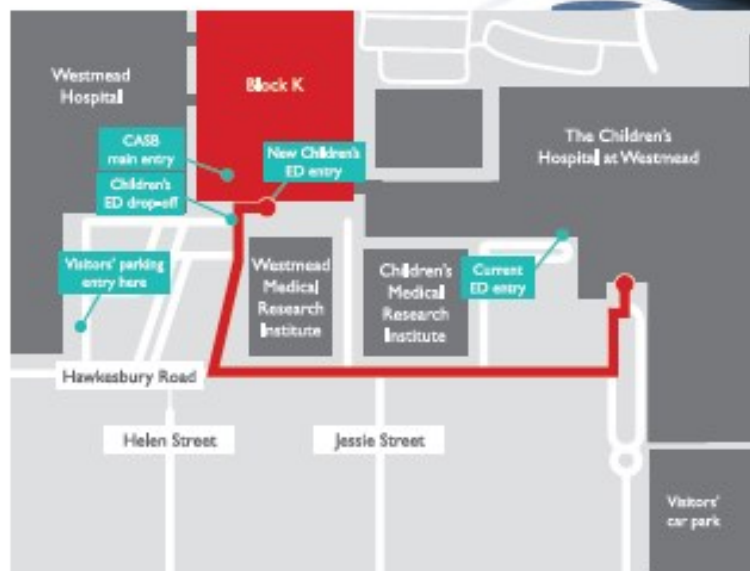 Westmead
Hospital
Block K
CASB
main entry
New Children's
ED entry
The Children's
Hospital at Westmead
Children's
ED drop-off
Visitors' parking
entry here
Westmead
Medical
Research
Institute
Children's
Medical
Research
Institute
Current
ED entry
Hawkesbury Road
Helen Street
Jessie Street
Visitors'
car park